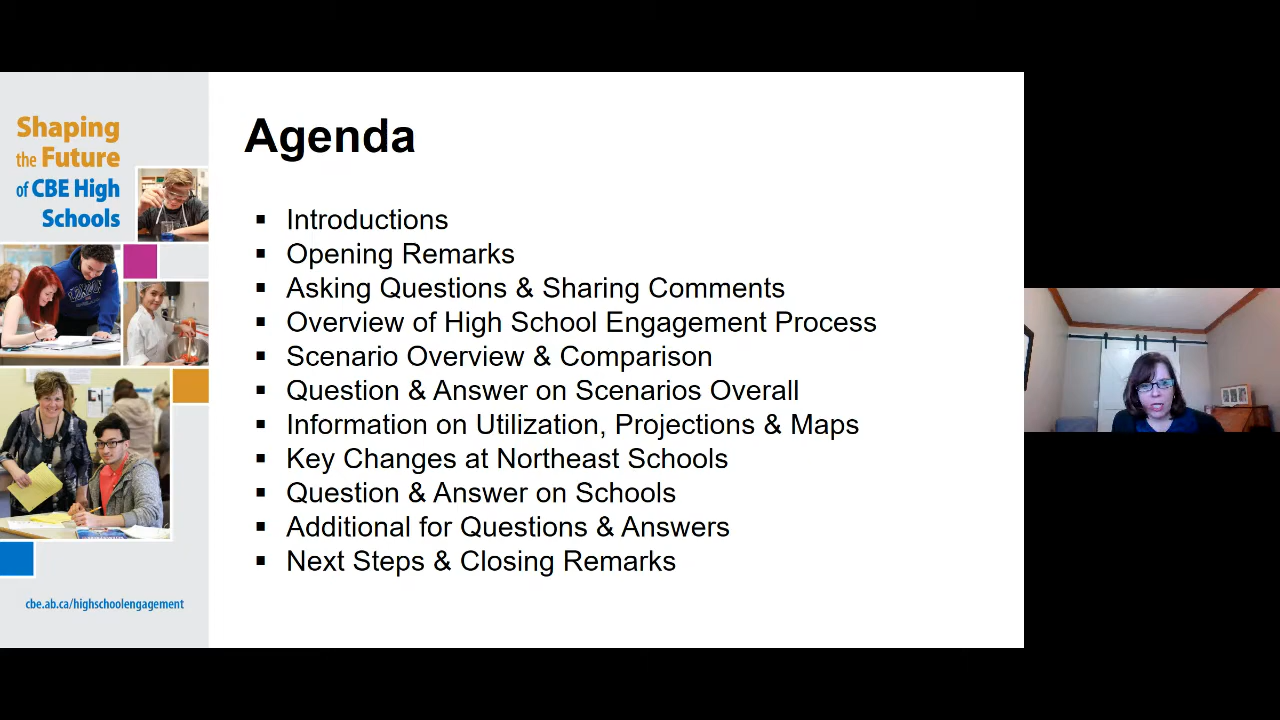 Shaping
the Future
of CBE High
Schools
Agenda
▪ Introductions
▪ Opening Remarks
▪ Asking Questions & Sharing Comments
▪ Overview of High School Engagement Process
▪ Scenario Overview & Comparison
▪ Question & Answer on Scenarios Overall
▪ Information on Utilization, Projections & Maps
▪ Key Changes at Northeast Schools
▪ Question & Answer on Schools
▪ Additional for Questions & Answers
▪ Next Steps & Closing Remarks
cbe.ab.ca/highschoolengagement